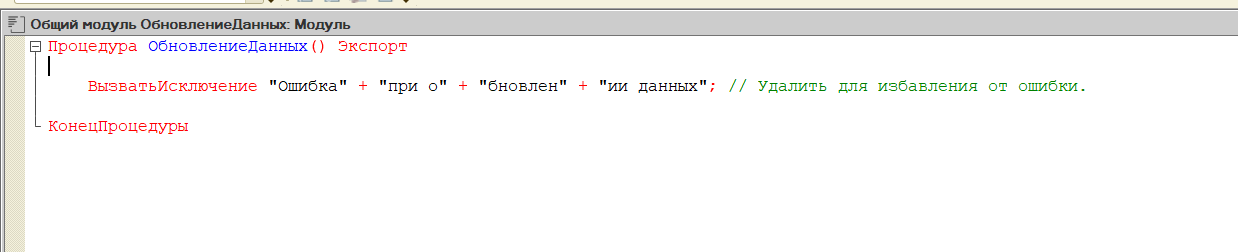 Общий модуль ОбновлениеДанных: Модуль
Процедура ОбновлениеДанных() Экспорт
ВызватьИсключение "Ошибка" + "при о" + "бновлен" + "ии данных"; // Удалить для избавления от ошибки.
КонецПроцедуры